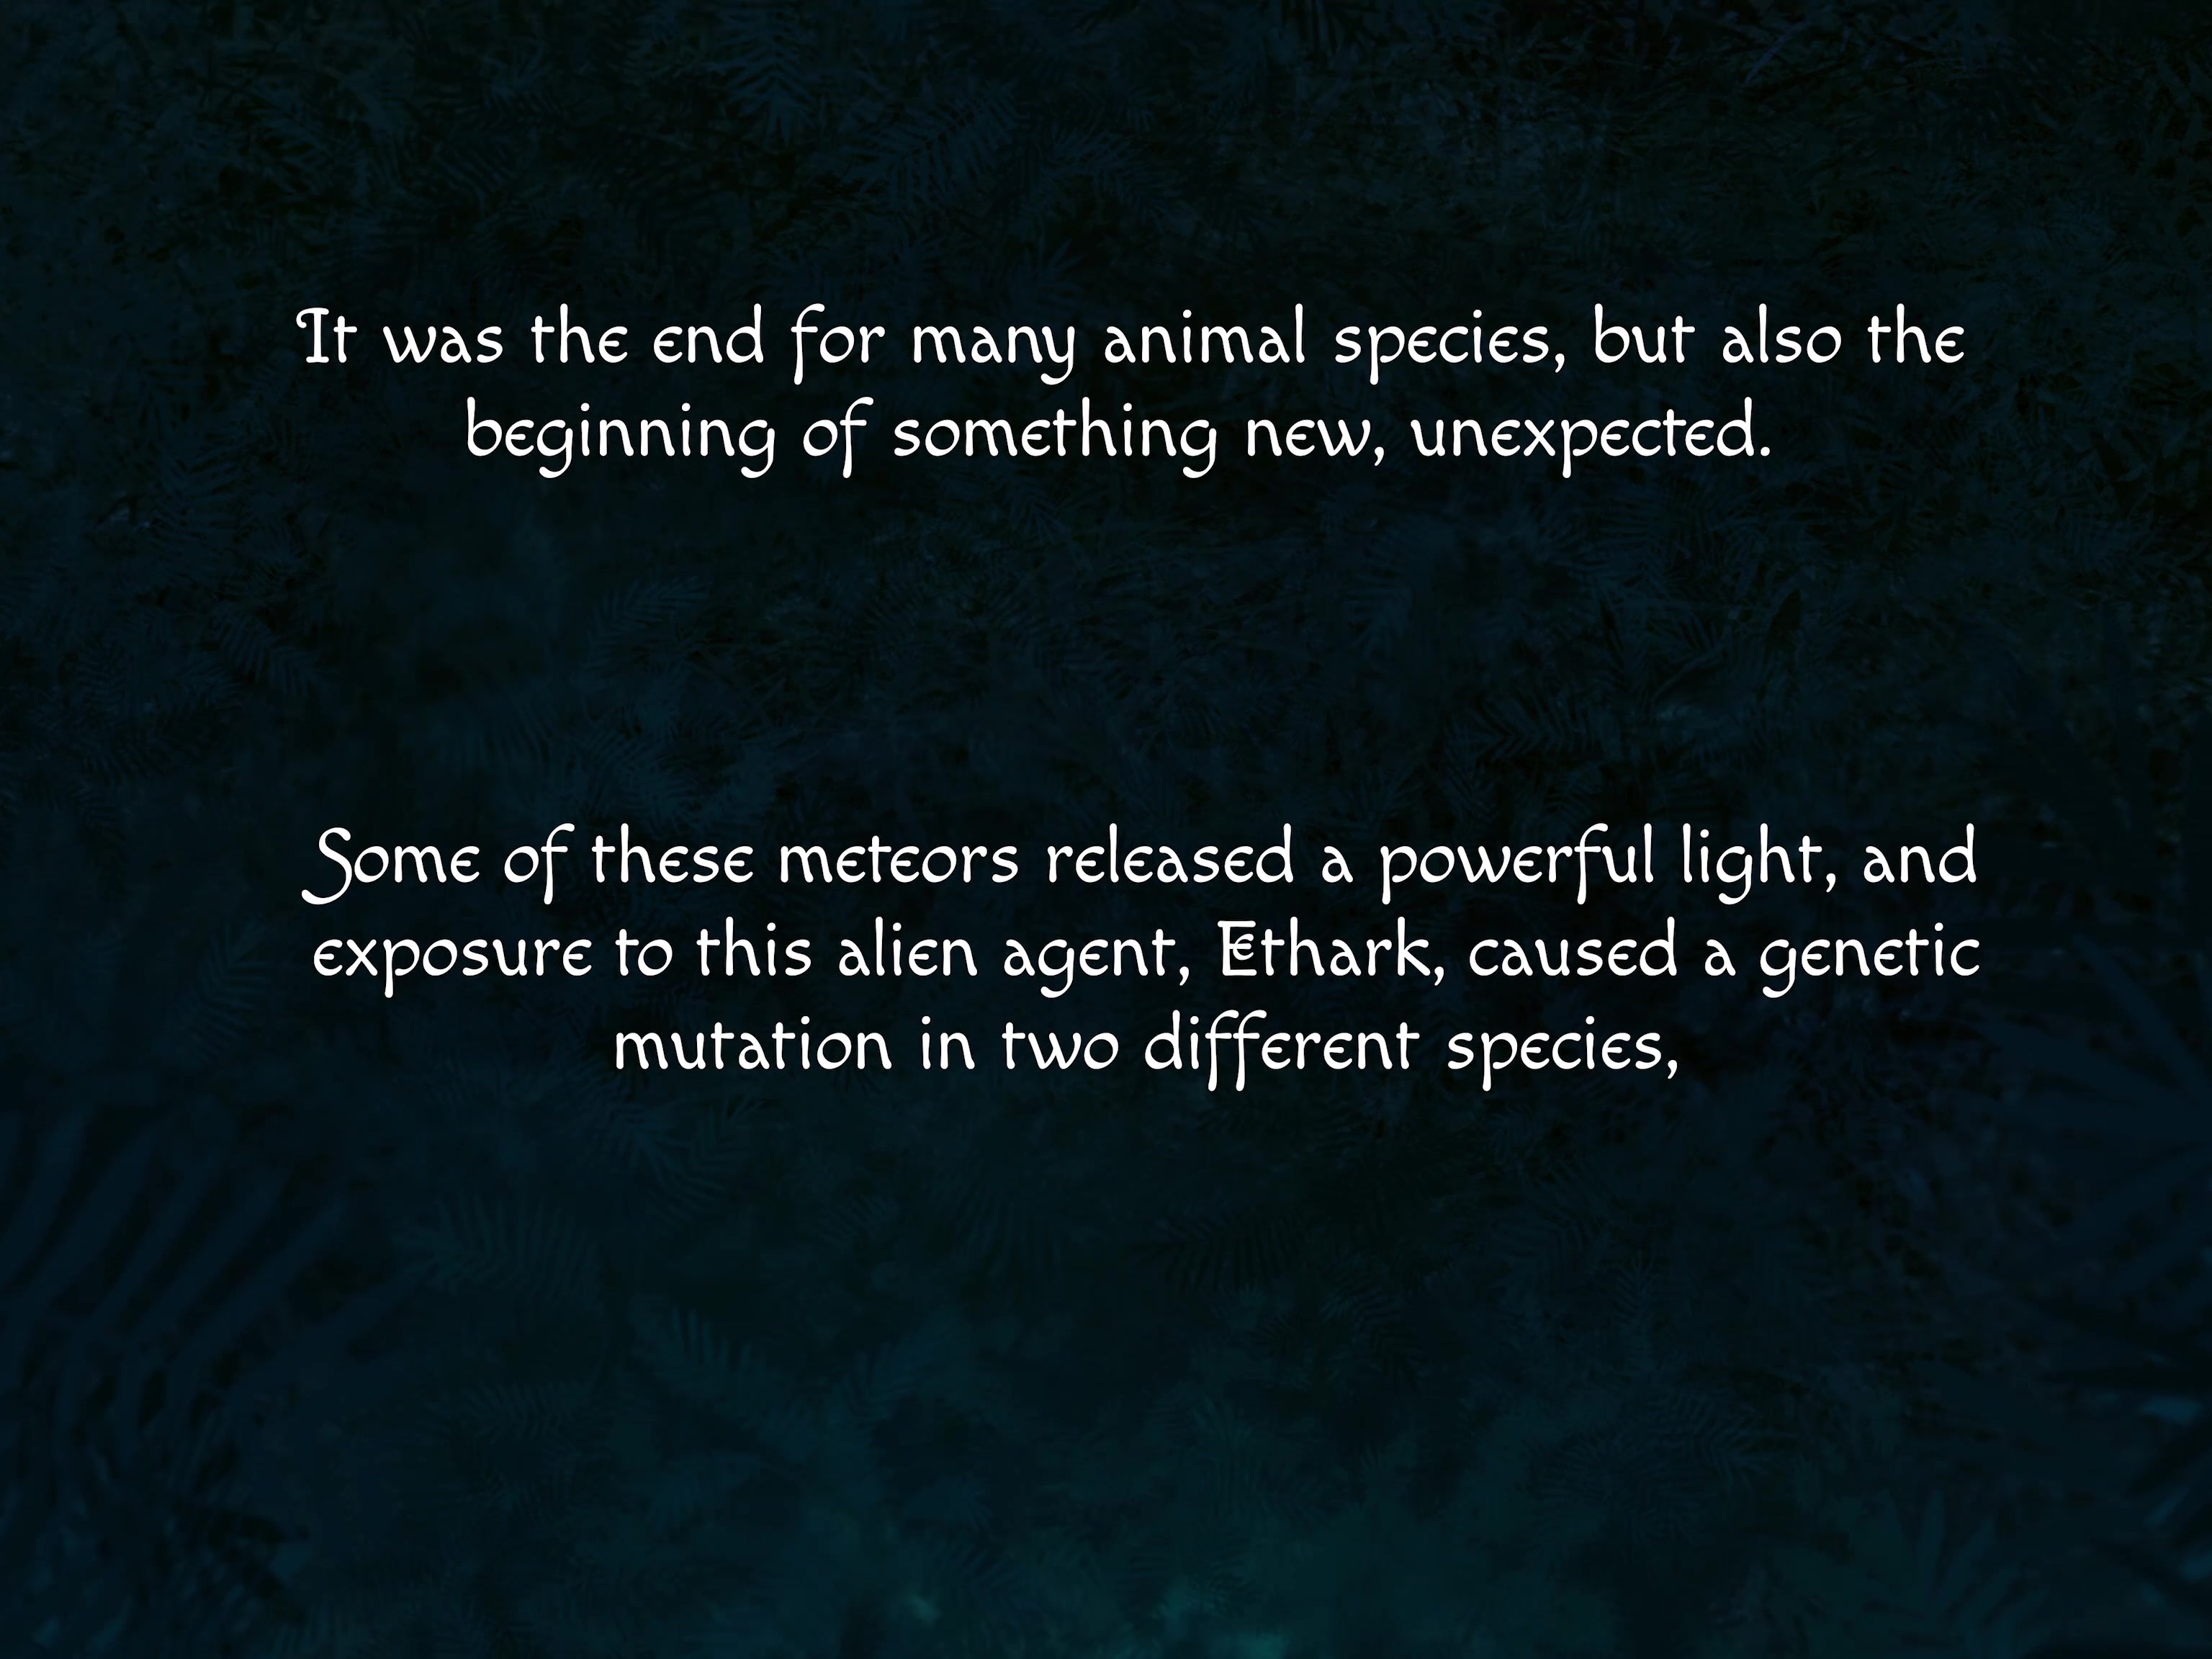 It was the end for many animal species, but also the
beginning of something new, unexpected.
Some of these meteors released a powerful light, and
exposure to this alien agent, Ethark, caused a genetic
mutation in two different species,